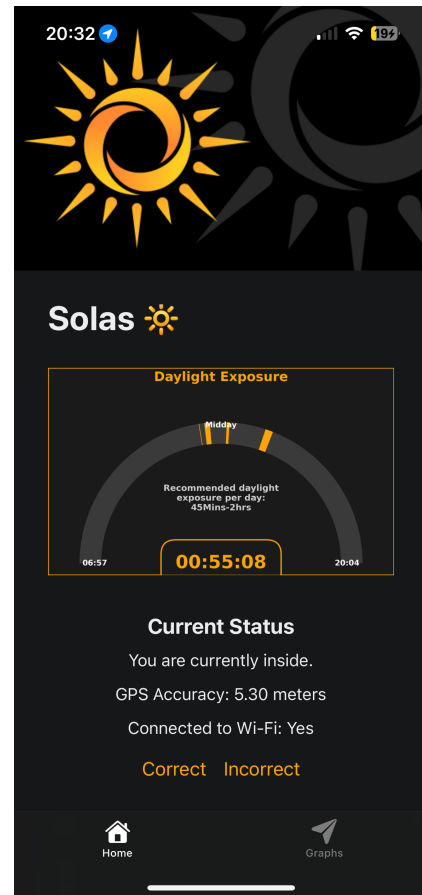 20:32
19
Solas
Daylight Exposure
Midday
Recommended daylight
exposure per day:
45Mins-2hrs
06:57
00:55:08
20:04
Current Status
You are currently inside.
GPS Accuracy: 5.30 meters
Connected to Wi-Fi: Yes
Correct Incorrect
Home
Graphs